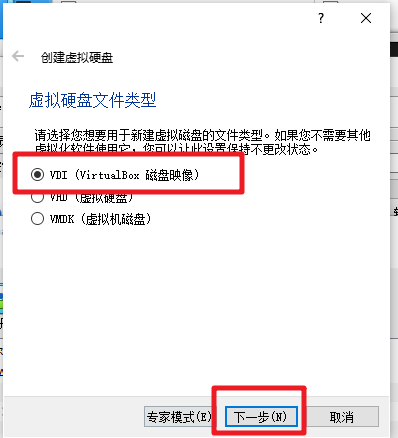 ?
创建虚拟硬盘
虚拟硬盘文件类型
请选择您想要用于新建虚拟磁盘的文件类型。如果您不需要其他
虚拟化软件使用它，您可以让此设置保持不更改状态。
VDI (VirtualBox 磁盘映像)
VHD (虚拟硬盘)
VMDK (虚拟机磁盘)
专家模式(E) 下一步(N) 取消